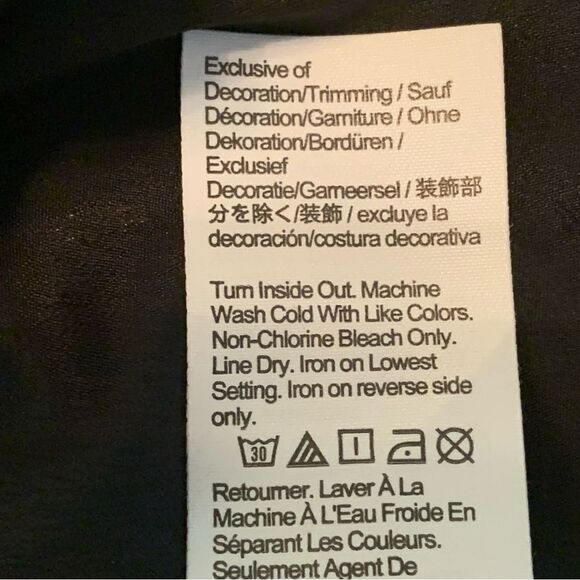 Exclusive of
Decoration/Trimming / Sauf
Décoration/Garniture / Ohne
Dekoration/Bordüren /
Exclusief
Decoratie/Garneersel / 装飾部
分を除く/装飾 / excluye la
decoración/costura decorativa
Turn Inside Out. Machine
Wash Cold With Like Colors.
Non-Chlorine Bleach Only.
Line Dry. Iron on Lowest
Setting. Iron on reverse side
only.
30
Retourner. Laver À La
Machine À L'Eau Froide En
Séparant Les Couleurs.
Seulement Agent De